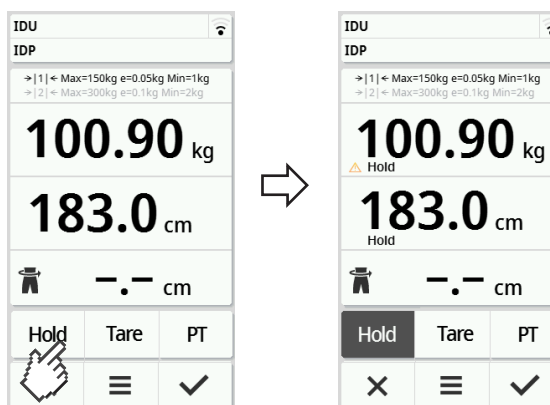 IDU
IDP
→|1|← Max=150kg e=0.05kg Min=1kg
→|2|← Max=300kg e=0.1kg Min=2kg
100.90 kg
183.0 cm
–.– cm
Hold Tare PT
IDU
IDP
→|1|← Max=150kg e=0.05kg Min=1kg
→|2|← Max=300kg e=0.1kg Min=2kg
100.90 kg
Hold
183.0 cm
Hold
–.– cm
Hold Tare PT